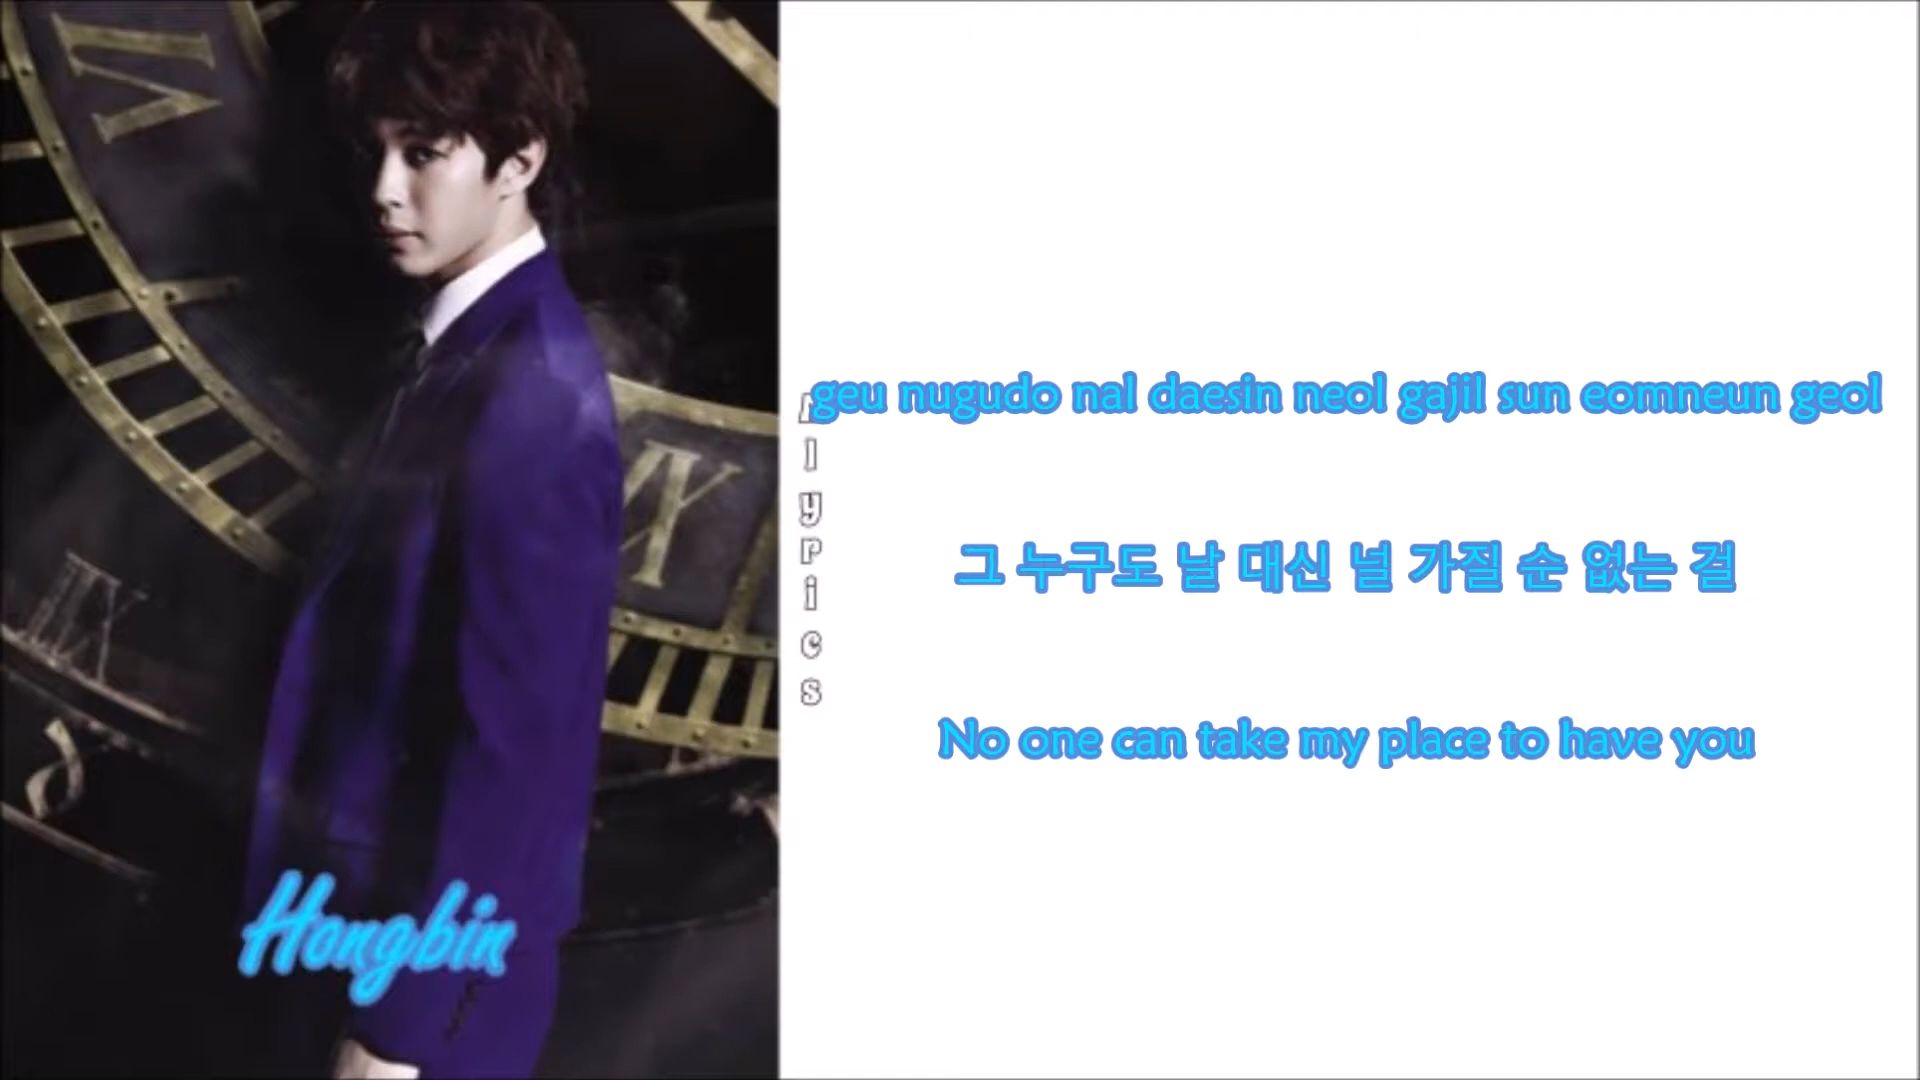 geu nugudo nal daesin neol gajil sun eomneun geol
그 누구도 날 대신 널 가질 순 없는 걸
No one can take my place to have you
lyrics
Hongbin